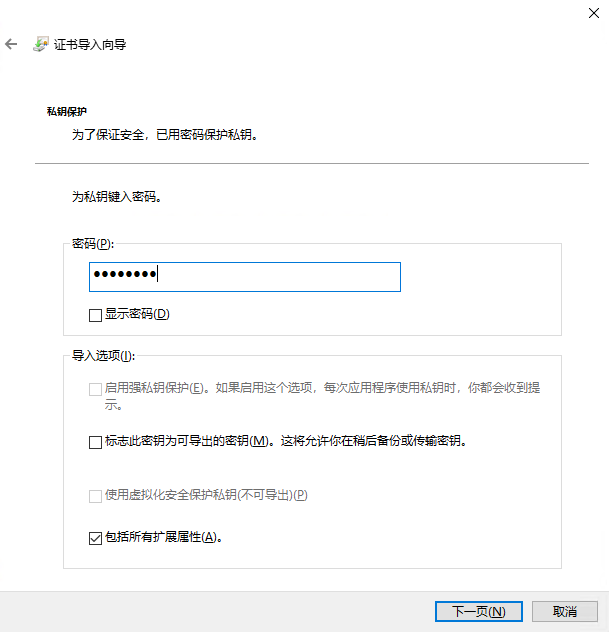 证书导入向导
私钥保护
为了保证安全，已用密码保护私钥。
为私钥键入密码。
密码(P):
••••••••
显示密码(D)
导入选项(I):
启用强私钥保护(E)。如果启用这个选项，每次应用程序使用私钥时，你都会收到提
示。
标志此密钥为可导出的密钥(M)。这将允许你在稍后备份或传输密钥。
使用虚拟化安全保护私钥(不可导出)(P)
包括所有扩展属性(A)。
下一页(N)
取消